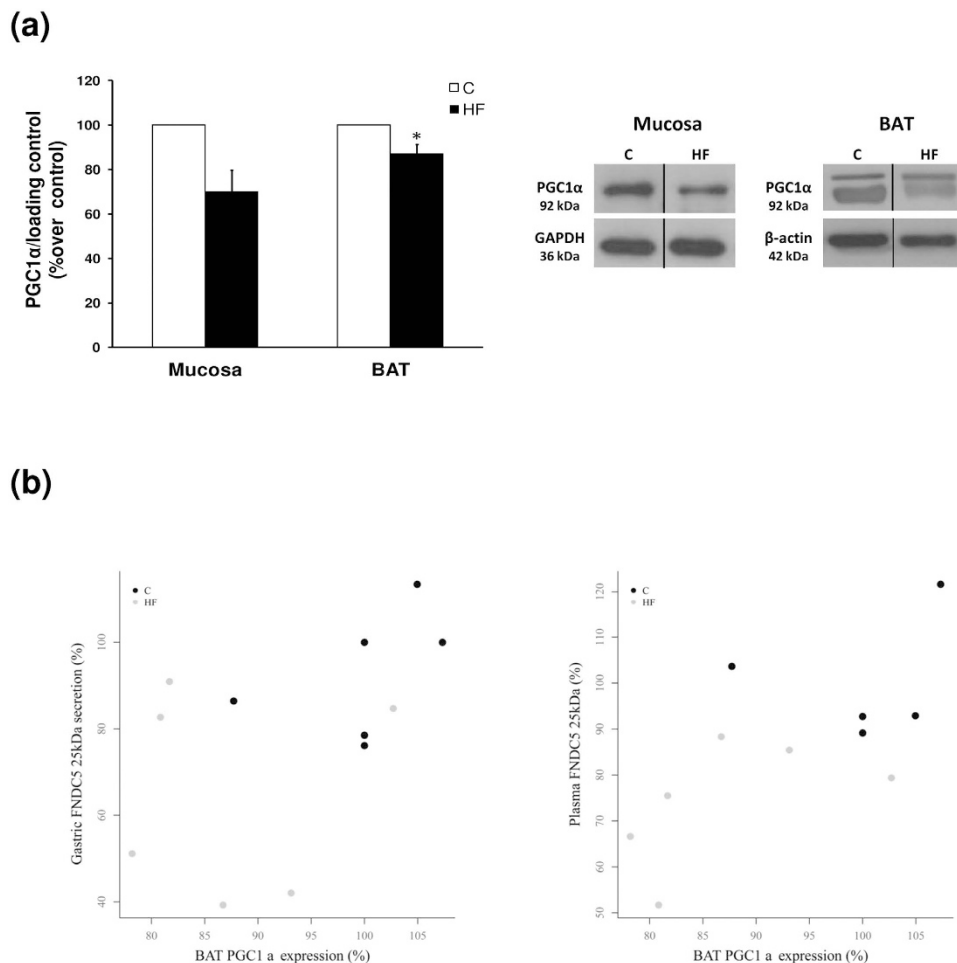 (a)
PGC1α/loading control
(%over control)
120
100
80
60
40
20
0
*
C
HF
Mucosa
BAT
Mucosa
C HF
PGC1α
92 kDa
GAPDH
36 kDa
BAT
C HF
PGC1α
92 kDa
β-actin
42 kDa
(b)
C
HF
Gastric FNDC5 25kDa secretion (%)
100
80
60
40
80 85 90 95 100 105
BAT PGC1 a expression (%)
C
HF
Plasma FNDC5 25kDa (%)
120
110
100
90
80
70
60
50
80 85 90 95 100 105
BAT PGC1 a expression (%)